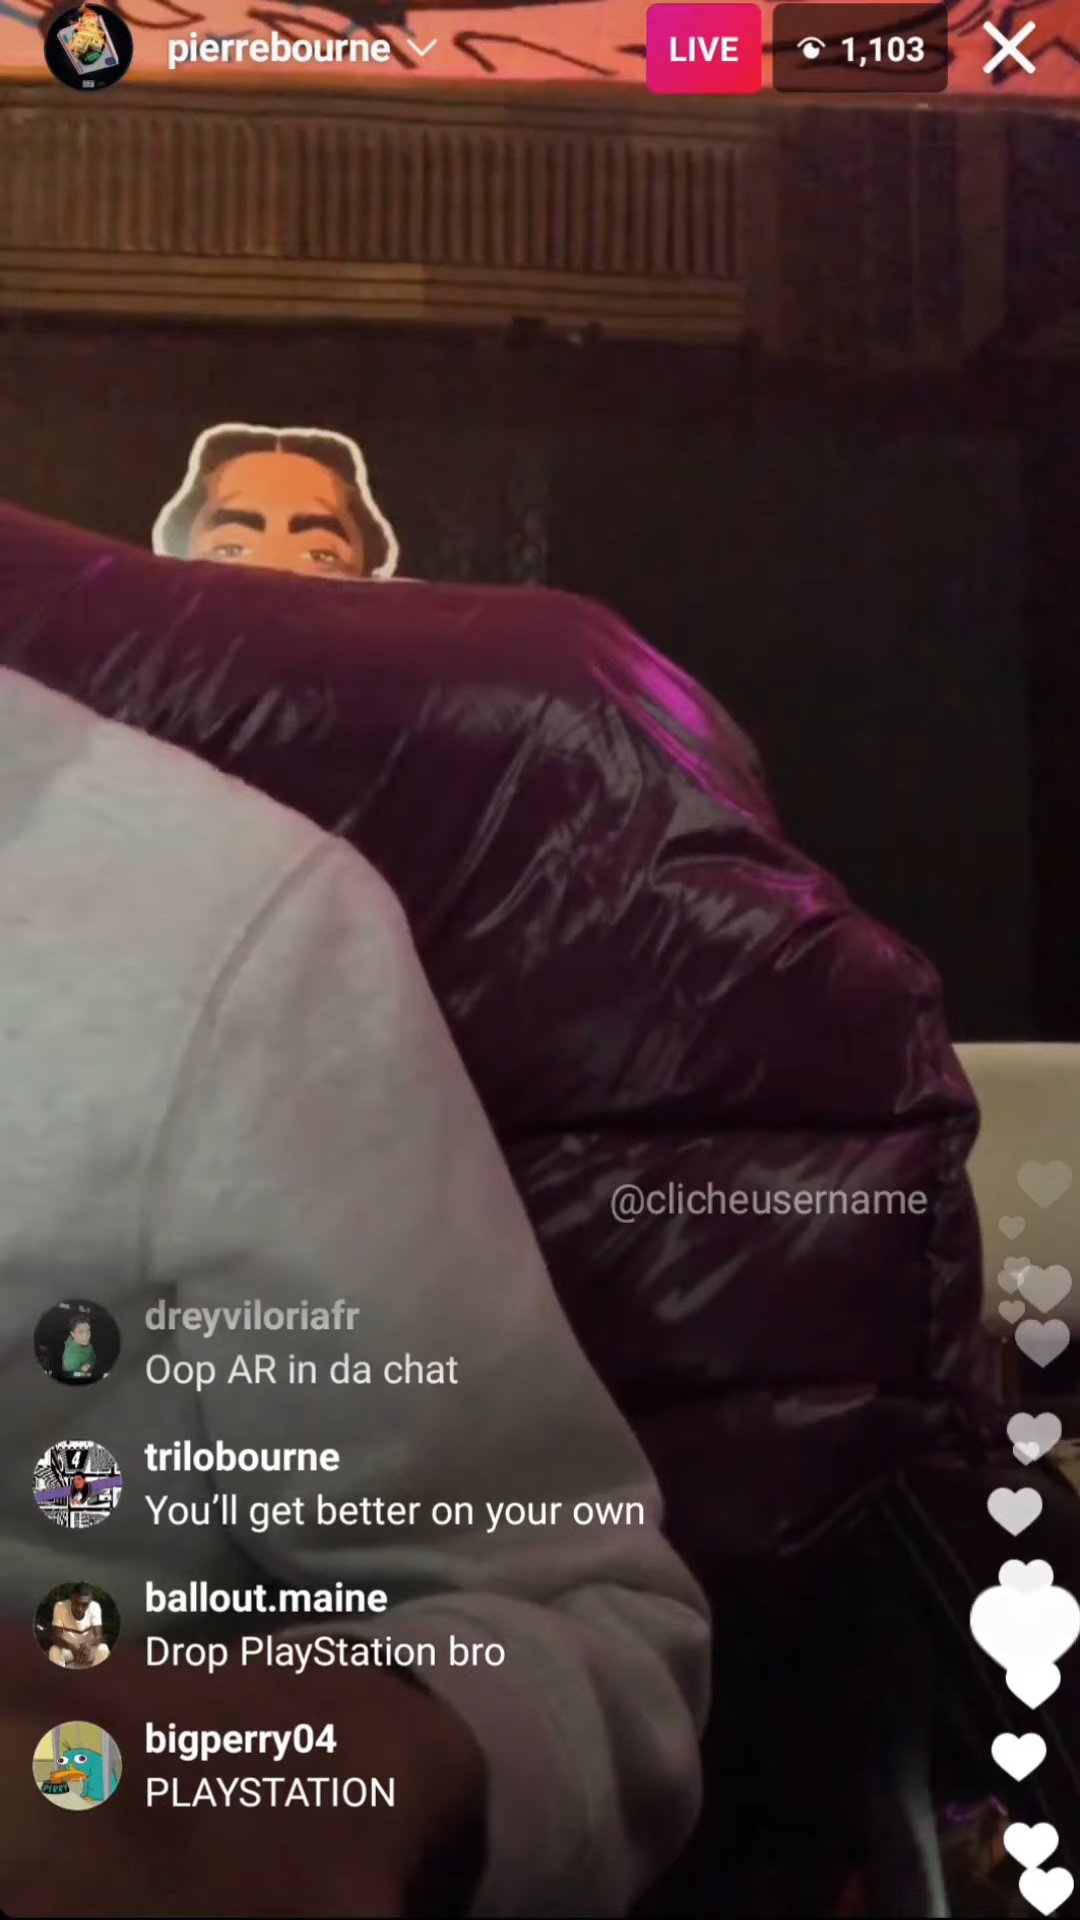 pierrebourne
LIVE
1,103
@clicheusername
dreyviloriafr
Oop AR in da chat
trilobourne
You’ll get better on your own
ballout.maine
Drop PlayStation bro
bigperry04
PLAYSTATION